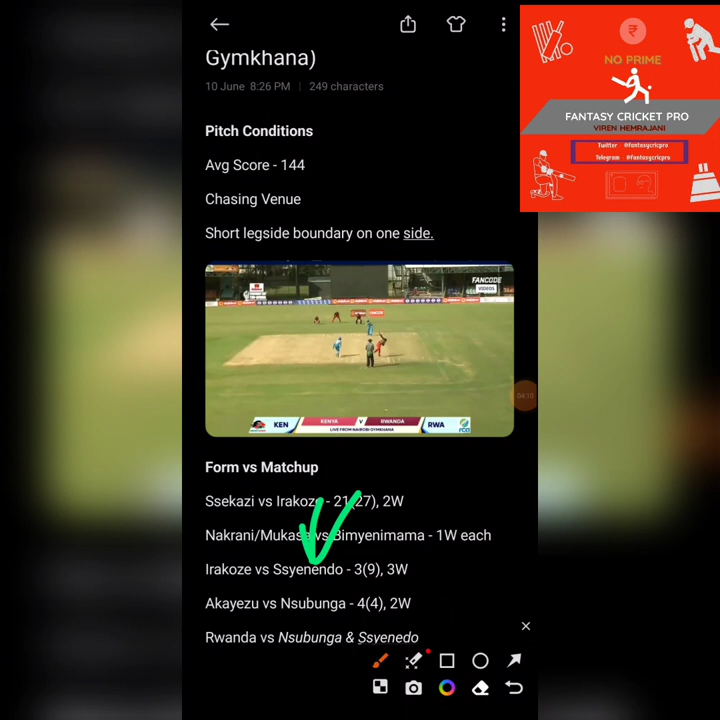 Gymkhana)
10 June 8:26 PM | 249 characters
Pitch Conditions
Avg Score - 144
Chasing Venue
Short legside boundary on one side.
FANCODE
VIDEOS
KEN
KENYA
V
RWANDA
RWA
LIVE FROM NAIROBI GYMKHANA
Form vs Matchup
Ssekazi vs Irakoze - 21(27), 2W
Nakrani/Mukasa vs Bimyenimama - 1W each
Irakoze vs Ssyenendo - 3(9), 3W
Akayezu vs Nsubunga - 4(4), 2W
Rwanda vs Nsubunga & Ssyenedo
₹
NO PRIME
FANTASY CRICKET PRO
VIREN HEMRAJANI
Twitter @fantasycricpro
Telegram - @fantasycricpro
04:10